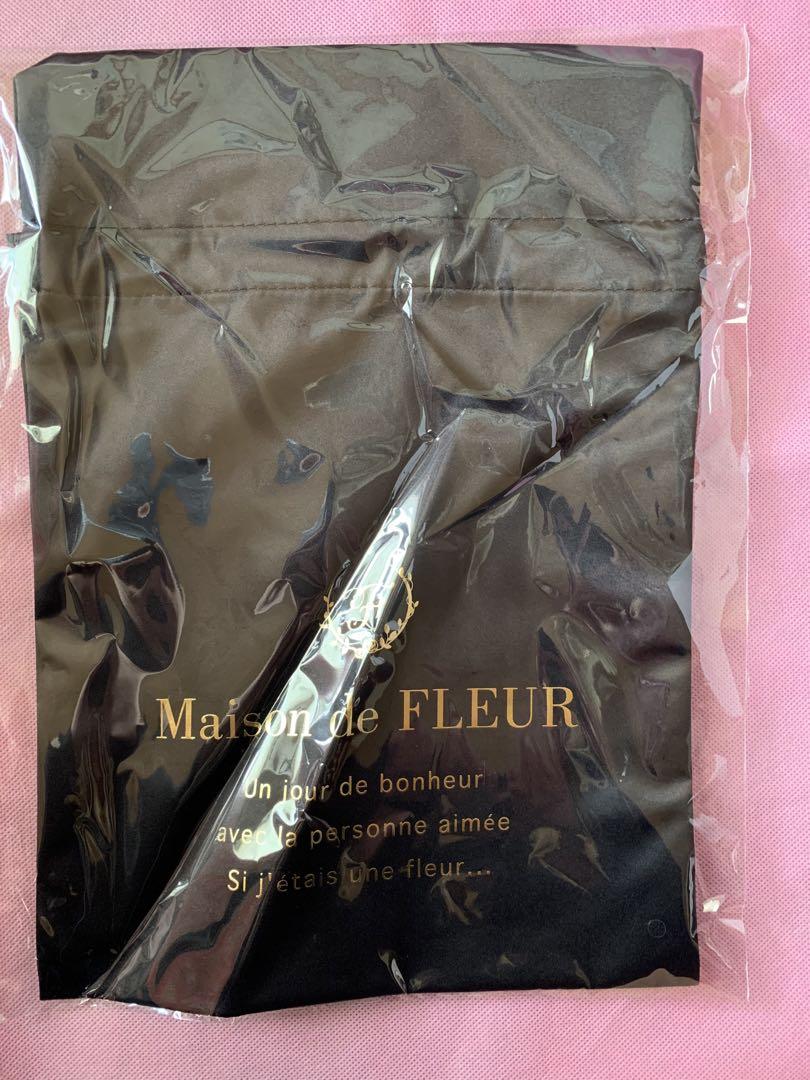 Maison de FLEUR
Un jour de bonheur
avec la personne aimée
Si j'étais une fleur...